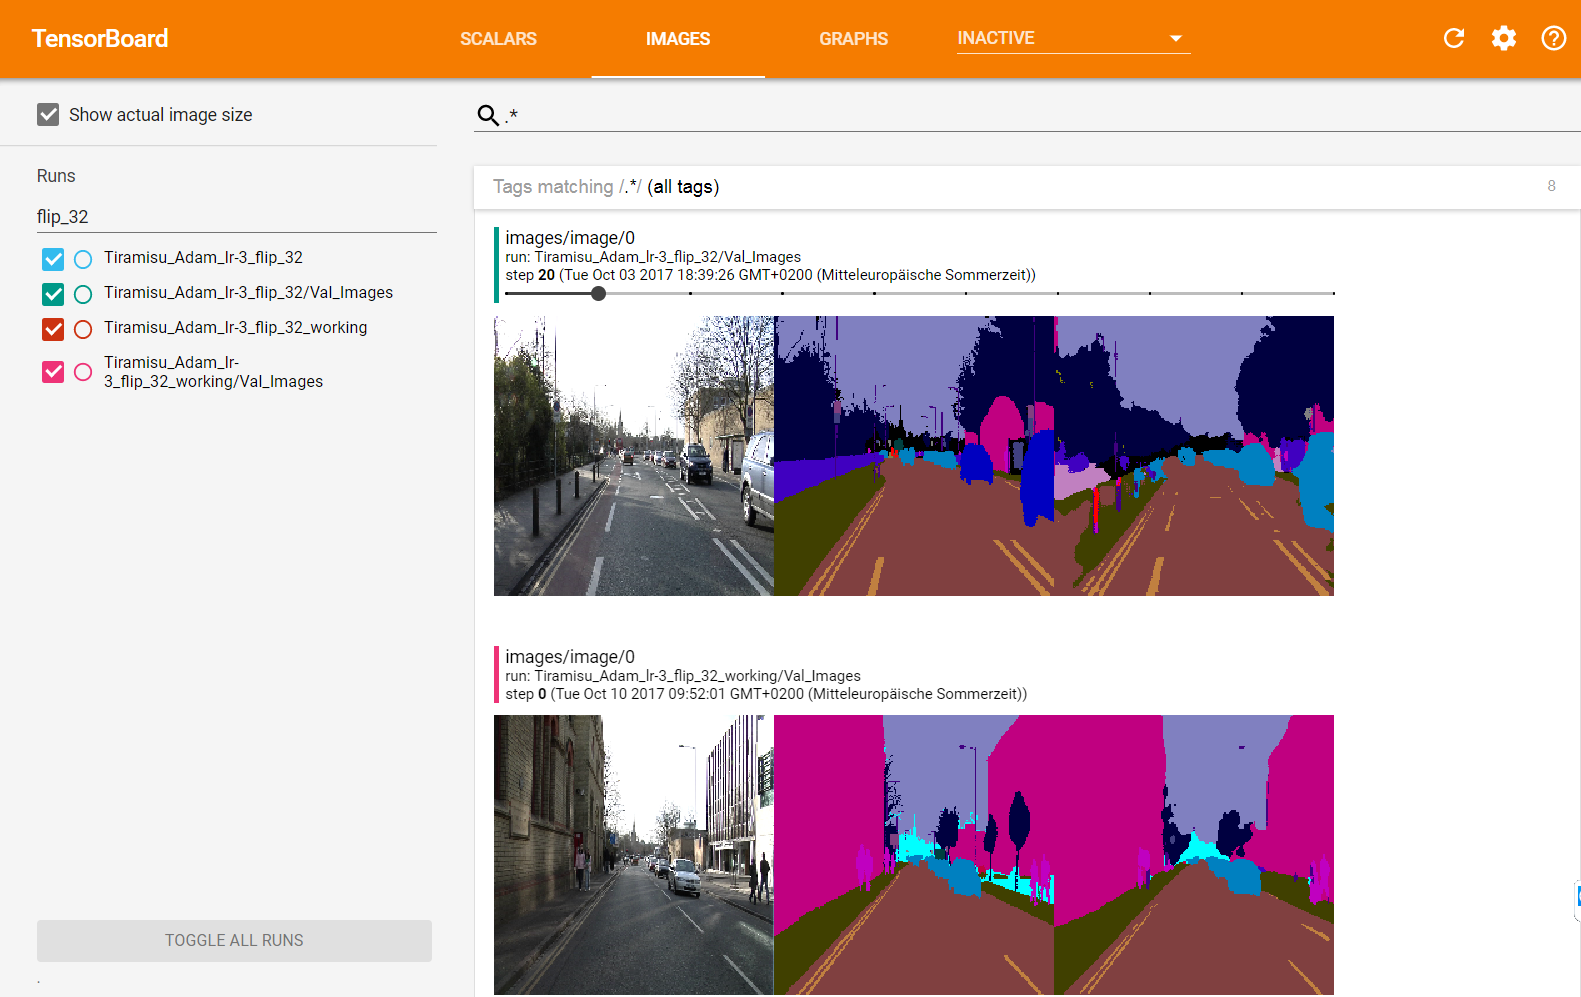 TensorBoard
SCALARS
IMAGES
GRAPHS
INACTIVE
Show actual image size
.*
Runs
flip_32
Tiramisu_Adam_lr-3_flip_32
Tiramisu_Adam_lr-3_flip_32/Val_Images
Tiramisu_Adam_lr-3_flip_32_working
Tiramisu_Adam_lr-
3_flip_32_working/Val_Images
TOGGLE ALL RUNS
.
Tags matching /.*/ (all tags)
8
images/image/0
run: Tiramisu_Adam_lr-3_flip_32/Val_Images
step 20 (Tue Oct 03 2017 18:39:26 GMT+0200 (Mitteleuropäische Sommerzeit))
images/image/0
run: Tiramisu_Adam_lr-3_flip_32_working/Val_Images
step 0 (Tue Oct 10 2017 09:52:01 GMT+0200 (Mitteleuropäische Sommerzeit))